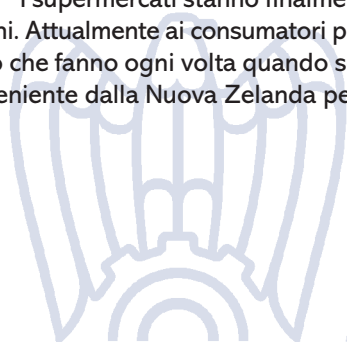 I supermercati stanno finalme
ni. Attualmente ai consumatori p
che fanno ogni volta quando s
eniente dalla Nuova Zelanda pe